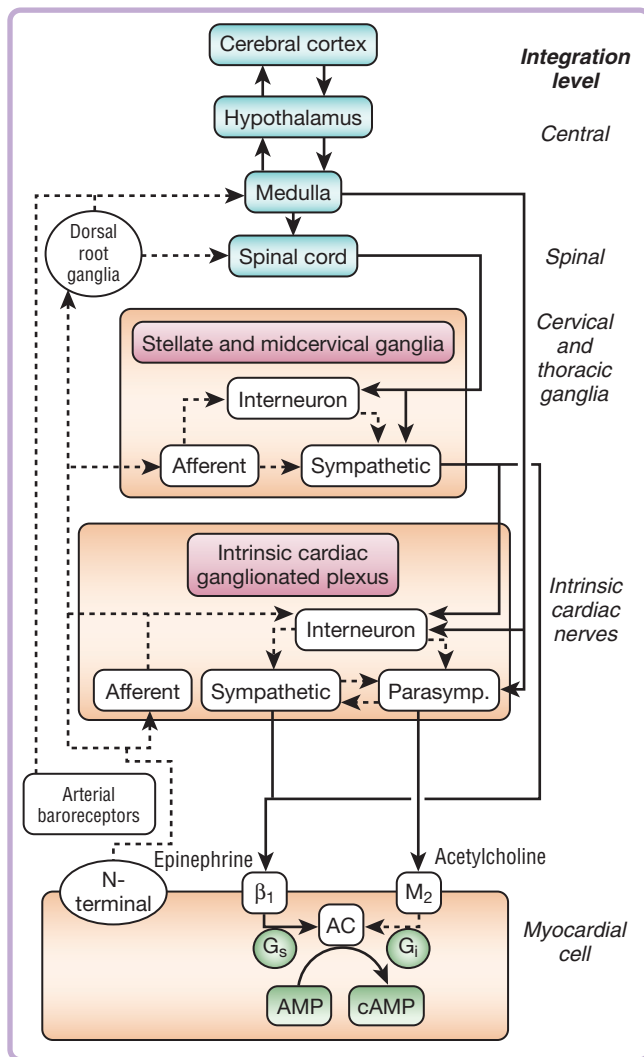 Cerebral cortex
Integration
level
Hypothalamus
Central
Medulla
Dorsal
root
ganglia
Spinal cord
Spinal
Cervical
and
thoracic
ganglia
Stellate and midcervical ganglia
Interneuron
Afferent
Sympathetic
Intrinsic cardiac
ganglionated plexus
Intrinsic
cardiac
nerves
Interneuron
Afferent
Sympathetic
Parasymp.
Arterial
baroreceptors
Epinephrine
Acetylcholine
N-
terminal
β1
M2
AC
Gs
Gi
AMP
cAMP
Myocardial
cell